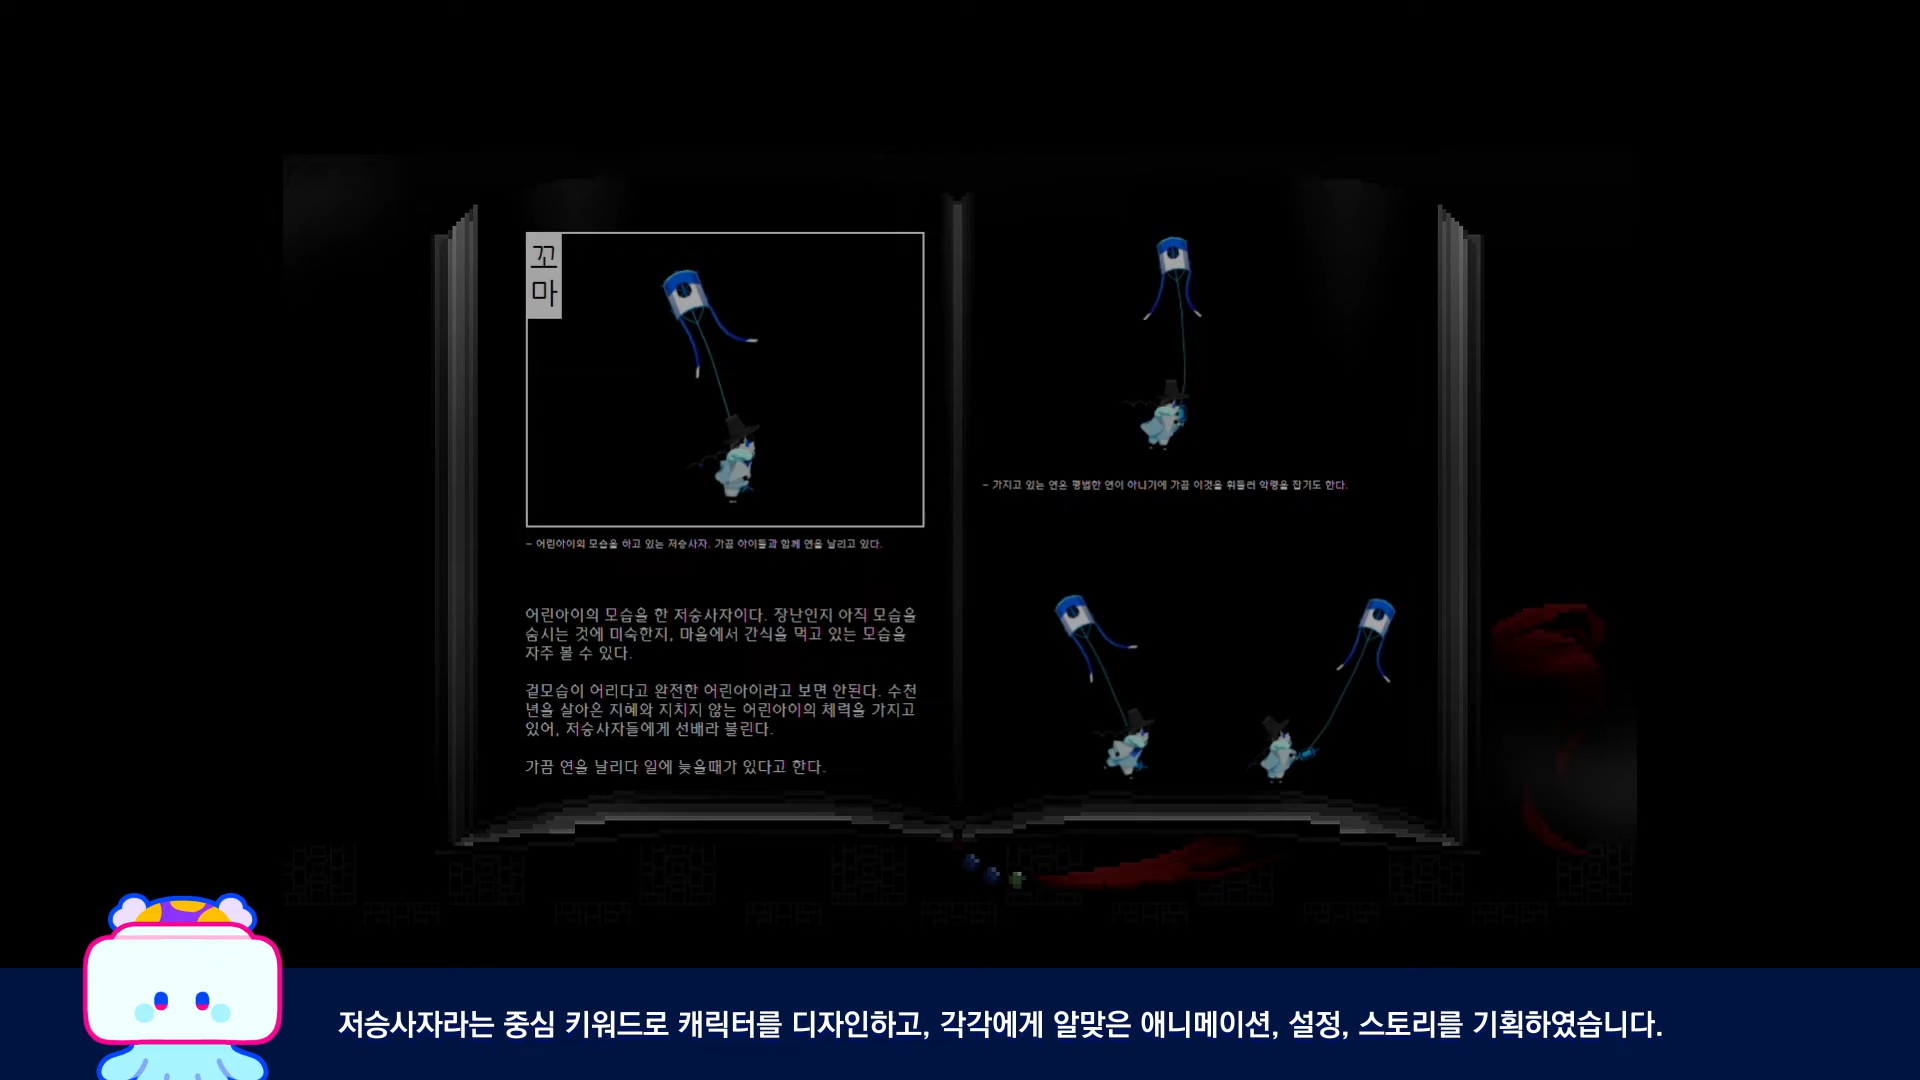 꼬
마
- 어린아이의 모습을 하고 있는 저승사자. 가끔 아이들과 함께 연을 날리고 있다.
어린아이의 모습을 한 저승사자이다. 장난인지 아직 모습을
숨시는 것에 미숙한지, 마을에서 간식을 먹고 있는 모습을
자주 볼 수 있다.
겉모습이 어리다고 완전한 어린아이라고 보면 안된다. 수천
년을 살아온 지혜와 지치지 않는 어린아이의 체력을 가지고
있어, 저승사자들에게 선배라 불린다.
가끔 연을 날리다 일에 늦을때가 있다고 한다.
- 가지고 있는 연은 평범한 연이 아니기에 가끔 이것을 휘둘러 악령을 잡기도 한다.
저승사자라는 중심 키워드로 캐릭터를 디자인하고, 각각에게 알맞은 애니메이션, 설정, 스토리를 기획하였습니다.